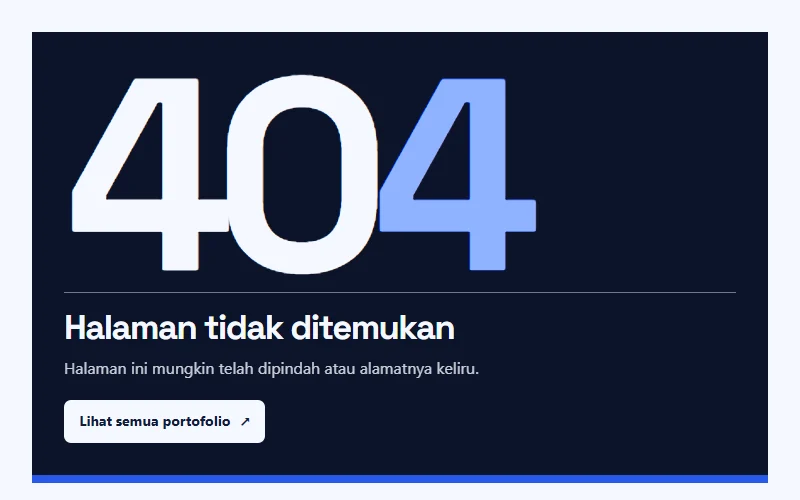 404
Halaman tidak ditemukan
Halaman ini mungkin telah dipindah atau alamatnya keliru.
Lihat semua portofolio ↗